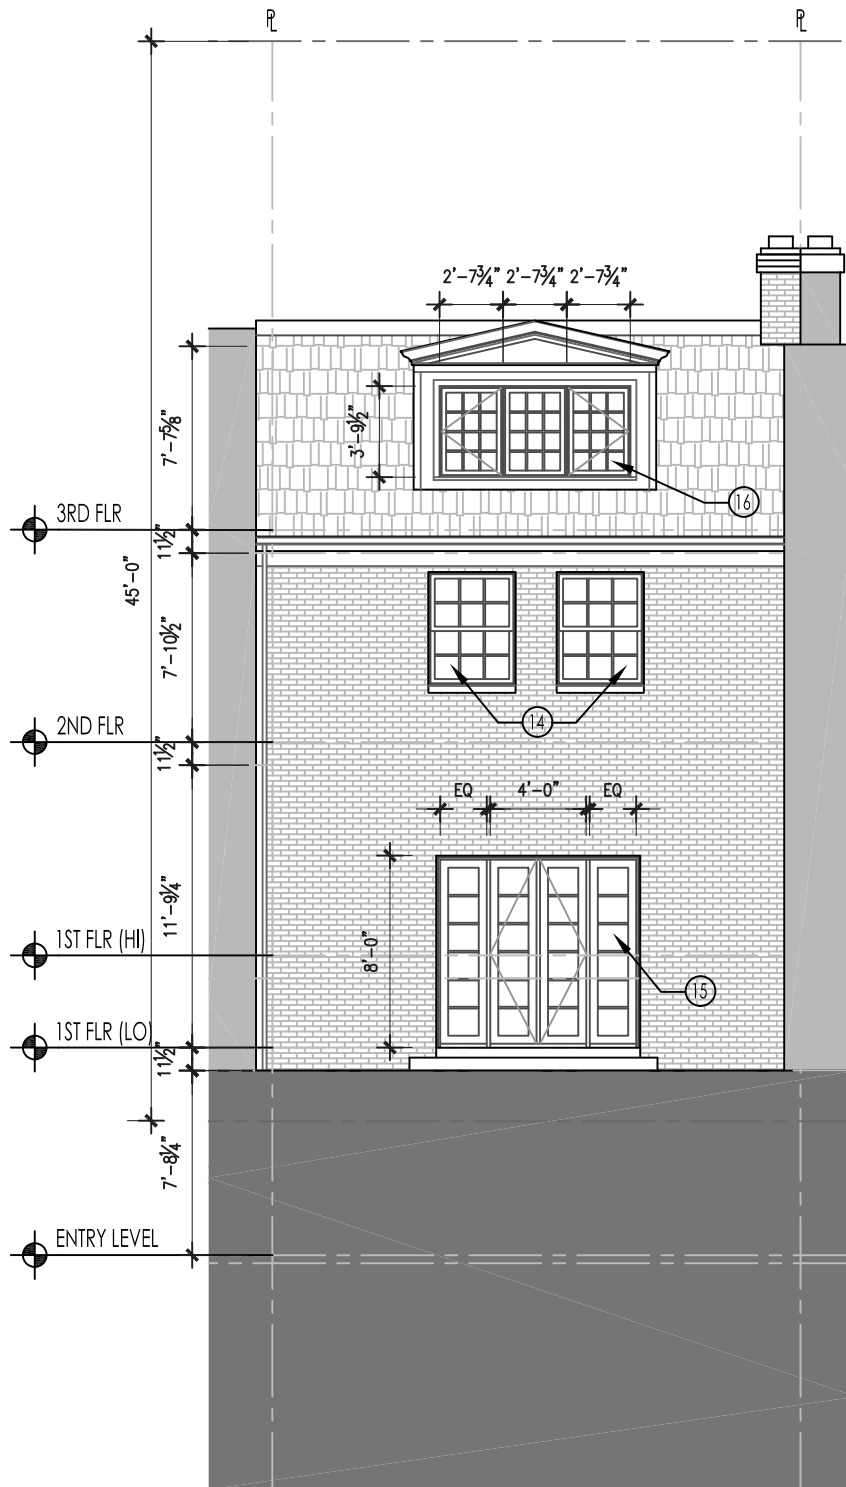 PL PL
2'-7¾" 2'-7¾" 2'-7¾"
7'-7⅝"
3'-9½"
16
3RD FLR
11½"
45'-0"
7'-10½"
14
2ND FLR
11½"
EQ 4'-0" EQ
11'-9¼"
1ST FLR (HI)
8'-0"
15
1ST FLR (LO)
11½"
7'-8¼"
ENTRY LEVEL